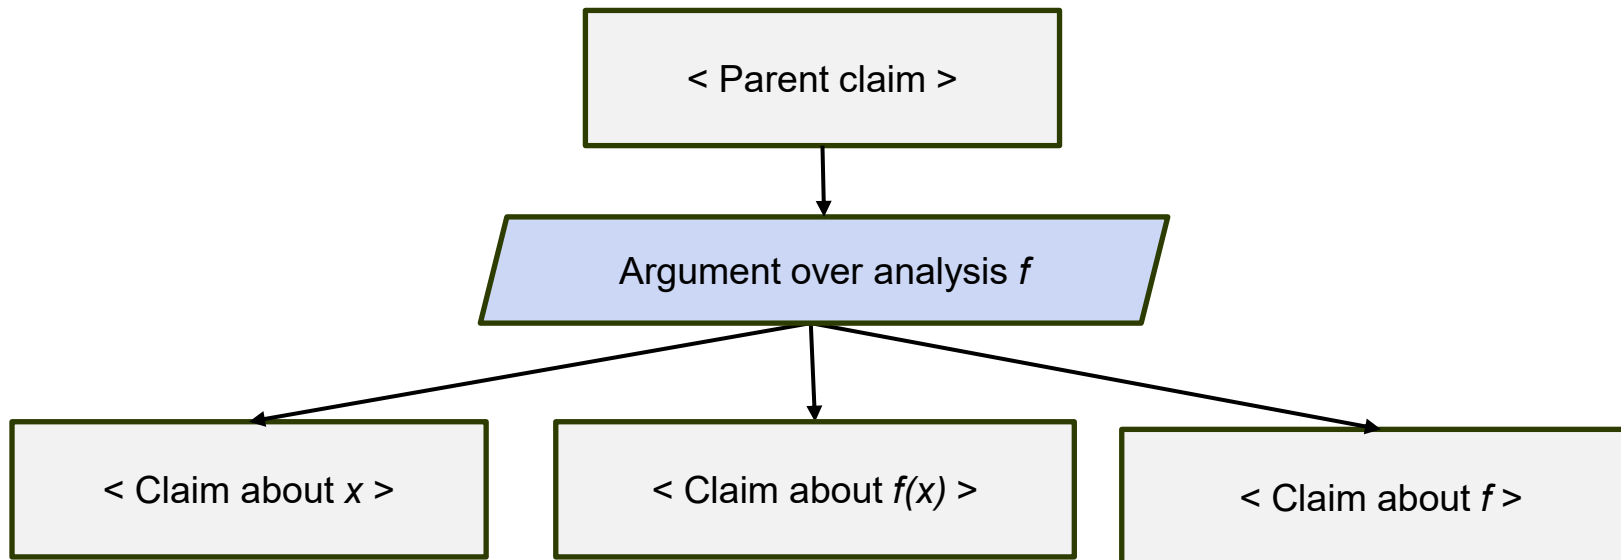 < Parent claim >
Argument over analysis f
< Claim about x >
< Claim about f(x) >
< Claim about f >